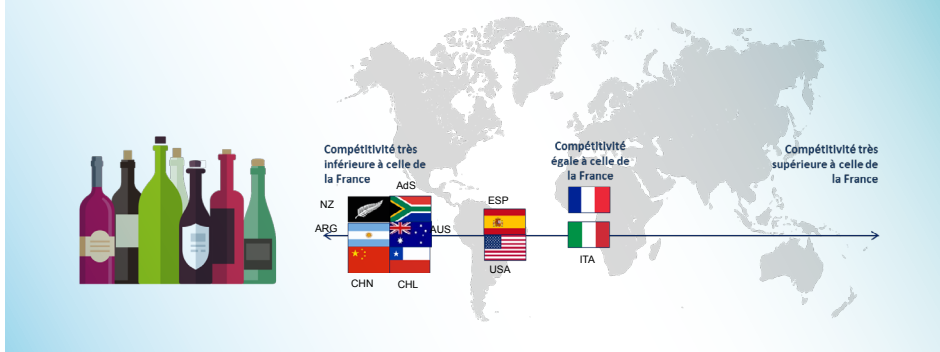 Compétitivité très
inférieure à celle de
la France
Compétitivité
égale à celle de
la France
Compétitivité très
supérieure à celle de
la France
AdS
NZ
ESP
ARG
AUS
ITA
USA
CHN
CHL